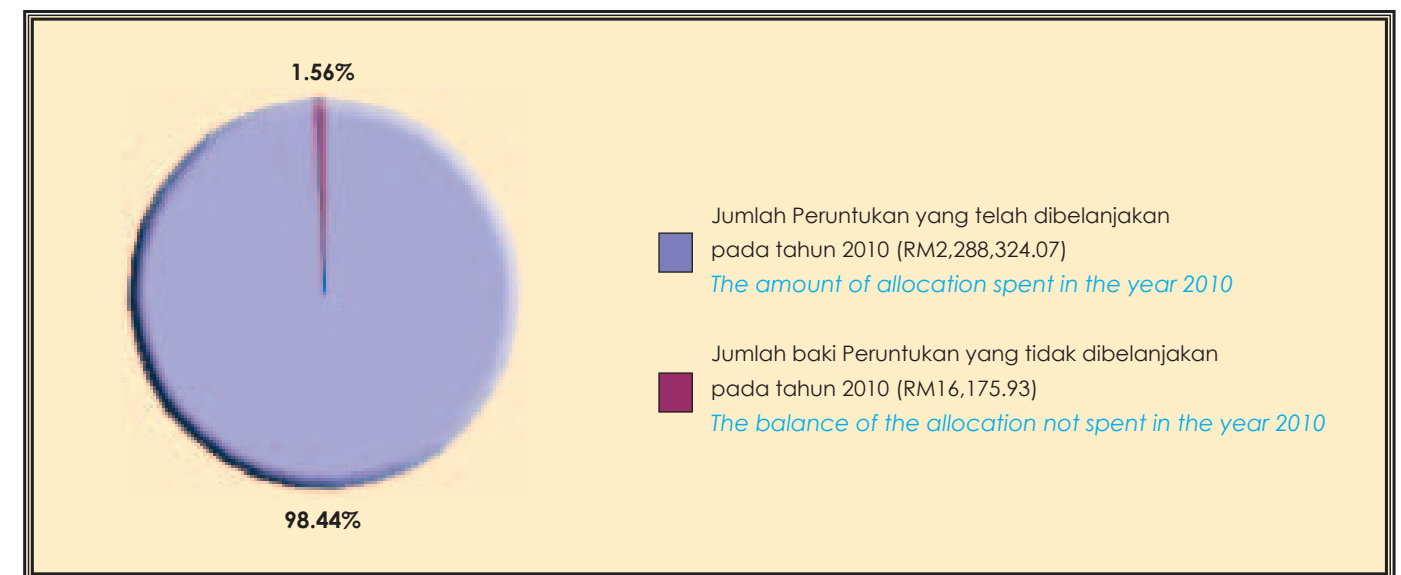 1.56%
Jumlah Peruntukan yang telah dibelanjakan
pada tahun 2010 (RM2,288,324.07)
The amount of allocation spent in the year 2010
Jumlah baki Peruntukan yang tidak dibelanjakan
pada tahun 2010 (RM16,175.93)
The balance of the allocation not spent in the year 2010
98.44%